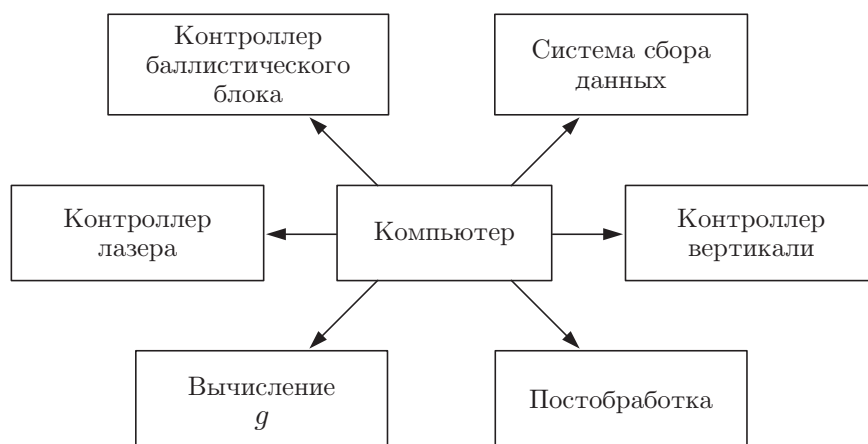 Контроллер
баллистического
блока
Система сбора
данных
Контроллер
лазера
Компьютер
Контроллер
вертикали
Вычисление
g
Постобработка